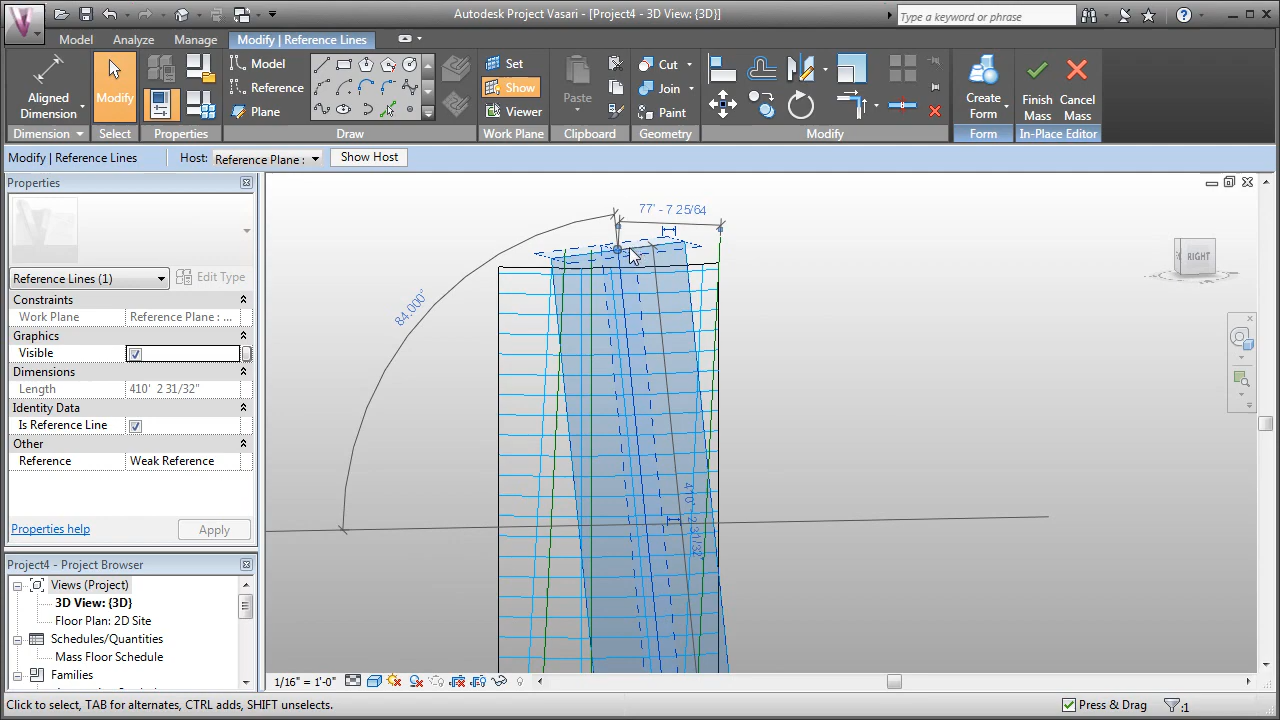 Autodesk Project Vasari - [Project4 - 3D View: {3D}]
Type a keyword or phrase
Model
Analyze
Manage
Modify | Reference Lines
Aligned
Dimension
Modify
Model
Reference
Plane
Set
Show
Viewer
Paste
Cut
Join
Paint
Create
Form
Finish
Mass
Cancel
Mass
Dimension
Select
Properties
Draw
Work Plane
Clipboard
Geometry
Modify
Form
In-Place Editor
Modify | Reference Lines
Host:
Reference Plane :
Show Host
Properties
Reference Lines (1)
Edit Type
Constraints
Work Plane
Reference Plane : ...
Graphics
Visible
Dimensions
Length
410' 2 31/32"
Identity Data
Is Reference Line
Other
Reference
Weak Reference
Properties help
Apply
Project4 - Project Browser
Views (Project)
3D View: {3D}
Floor Plan: 2D Site
Schedules/Quantities
Mass Floor Schedule
Families
77' - 7 25/64
84.000°
410' - 2 31/32"
RIGHT
1/16" = 1'-0"
Click to select, TAB for alternates, CTRL adds, SHIFT unselects.
Press & Drag
:1